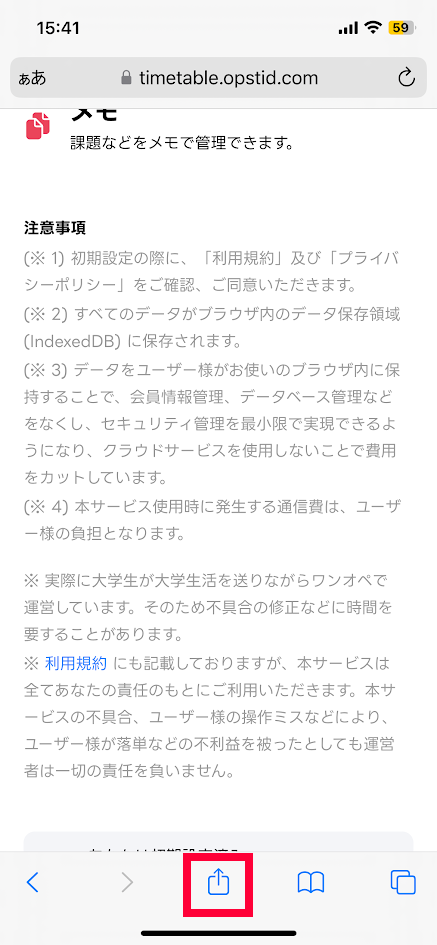 15:41
59
ぁあ
timetable.opstid.com
メモ
課題などをメモで管理できます。
注意事項
(※ 1) 初期設定の際に、「利用規約」及び「プライバ
シーポリシー」をご確認、ご同意いただきます。
(※ 2) すべてのデータがブラウザ内のデータ保存領域
(IndexedDB) に保存されます。
(※ 3) データをユーザー様がお使いのブラウザ内に保
持することで、会員情報管理、データベース管理など
をなくし、セキュリティ管理を最小限で実現できるよ
うになり、クラウドサービスを使用しないことで費用
をカットしています。
(※ 4) 本サービス使用時に発生する通信費は、ユーザ
ー様の負担となります。
※ 実際に大学生が大学生活を送りながらワンオペで
運営しています。そのため不具合の修正などに時間を
要することがあります。
※ 利用規約 にも記載しておりますが、本サービスは
全てあなたの責任のもとにご利用いただきます。本サ
ービスの不具合、ユーザー様の操作ミスなどにより、
ユーザー様が落単などの不利益を被ったとしても運営
者は一切の責任を負いません。